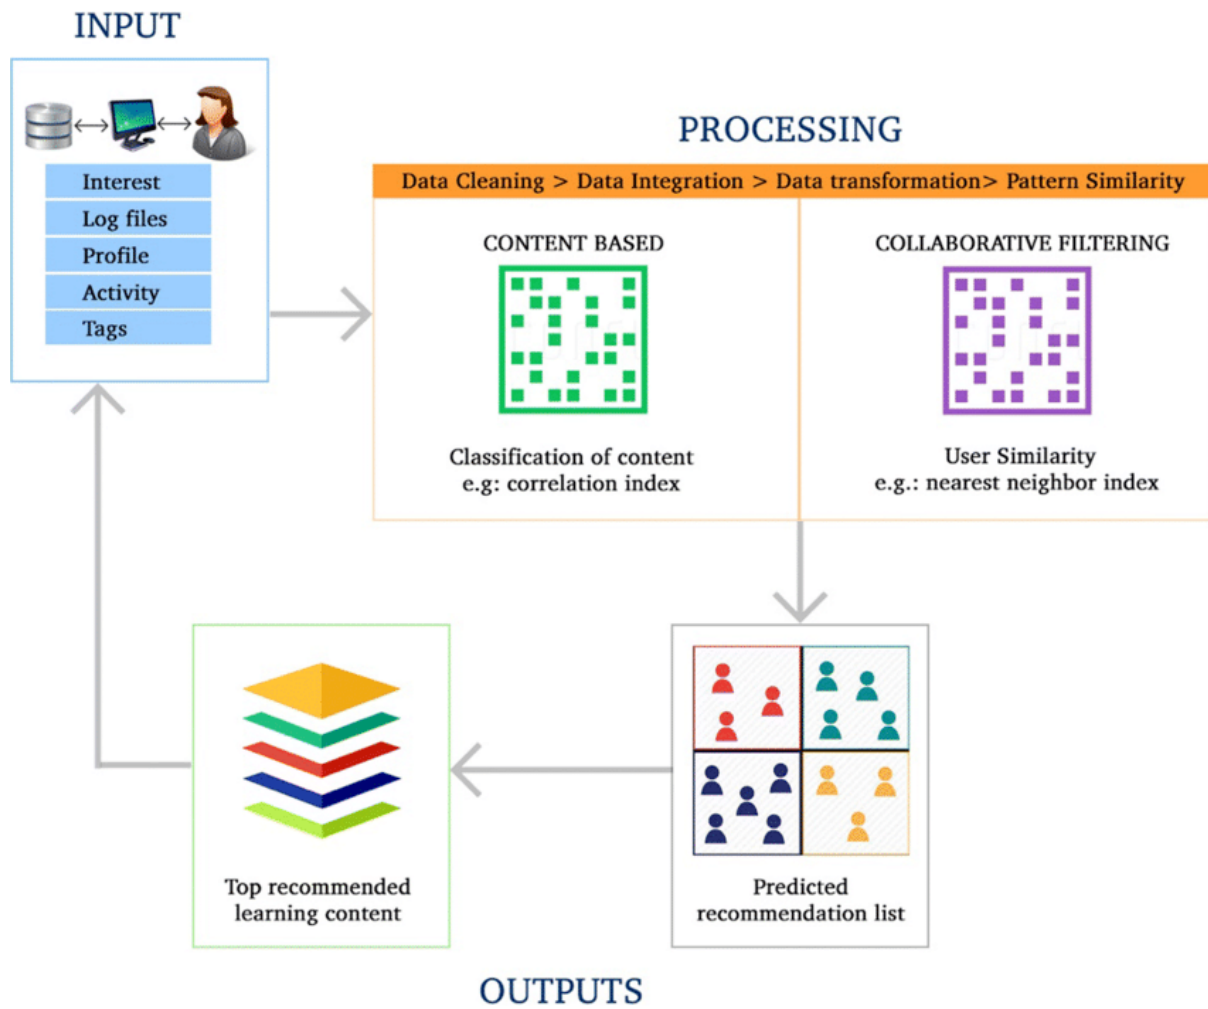 INPUT
Interest
Log files
Profile
Activity
Tags
PROCESSING
Data Cleaning > Data Integration > Data transformation> Pattern Similarity
CONTENT BASED
Classification of content
e.g: correlation index
COLLABORATIVE FILTERING
User Similarity
e.g.: nearest neighbor index
Top recommended
learning content
Predicted
recommendation list
OUTPUTS